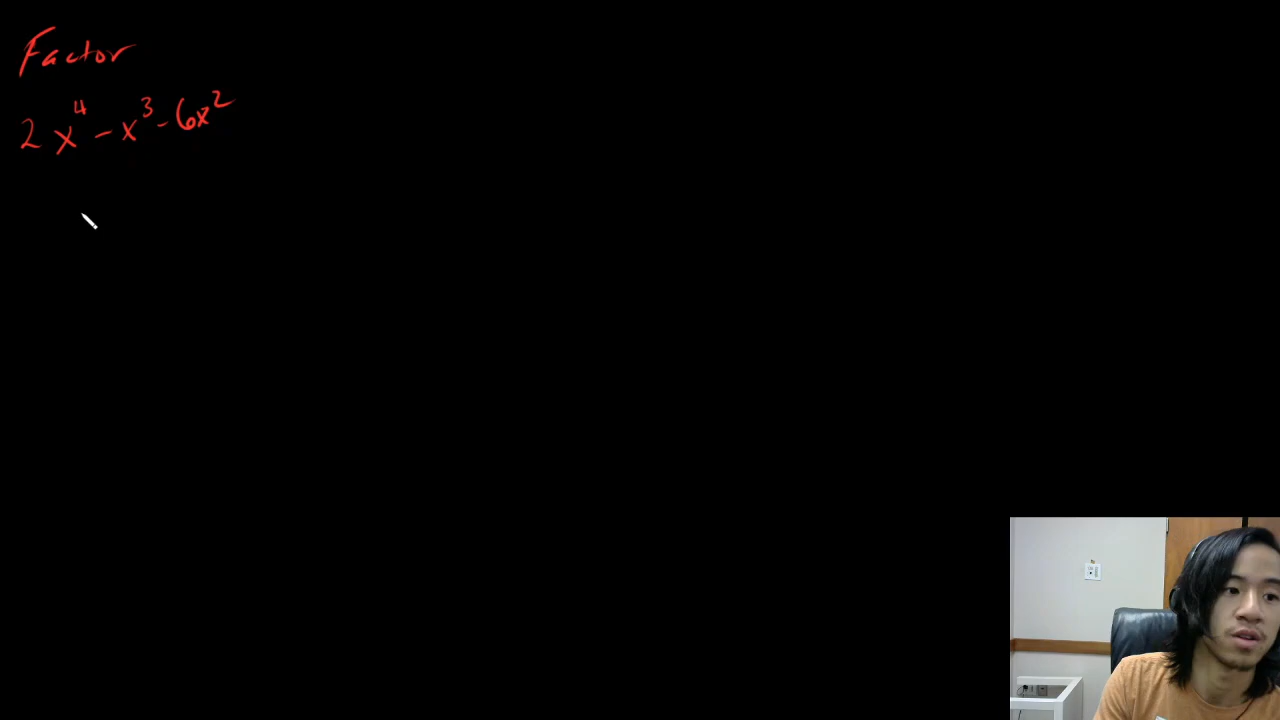 Factor
2x⁴ - x³ - 6x²